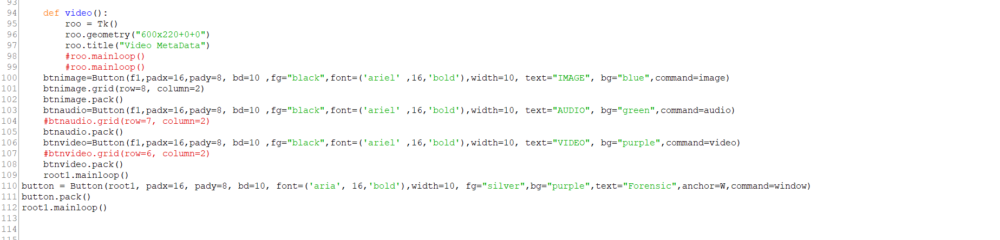 93
94     def video():
95         roo = Tk()
96         roo.geometry("600x220+0+0")
97         roo.title("Video MetaData")
98         #roo.mainloop()
99         #roo.mainloop()
100     btnimage=Button(f1,padx=16,pady=8, bd=10 ,fg="black",font=('ariel' ,16,'bold'),width=10, text="IMAGE", bg="blue",command=image)
101     btnimage.grid(row=8, column=2)
102     btnimage.pack()
103     btnaudio=Button(f1,padx=16,pady=8, bd=10 ,fg="black",font=('ariel' ,16,'bold'),width=10, text="AUDIO", bg="green",command=audio)
104     #btnaudio.grid(row=7, column=2)
105     btnaudio.pack()
106     btnvideo=Button(f1,padx=16,pady=8, bd=10 ,fg="black",font=('ariel' ,16,'bold'),width=10, text="VIDEO", bg="purple",command=video)
107     #btnvideo.grid(row=6, column=2)
108     btnvideo.pack()
109     root1.mainloop()
110 button = Button(root1, padx=16, pady=8, bd=10, font=('aria', 16,'bold'),width=10, fg="silver",bg="purple",text="Forensic",anchor=W,command=window)
111 button.pack()
112 root1.mainloop()
113
114
115